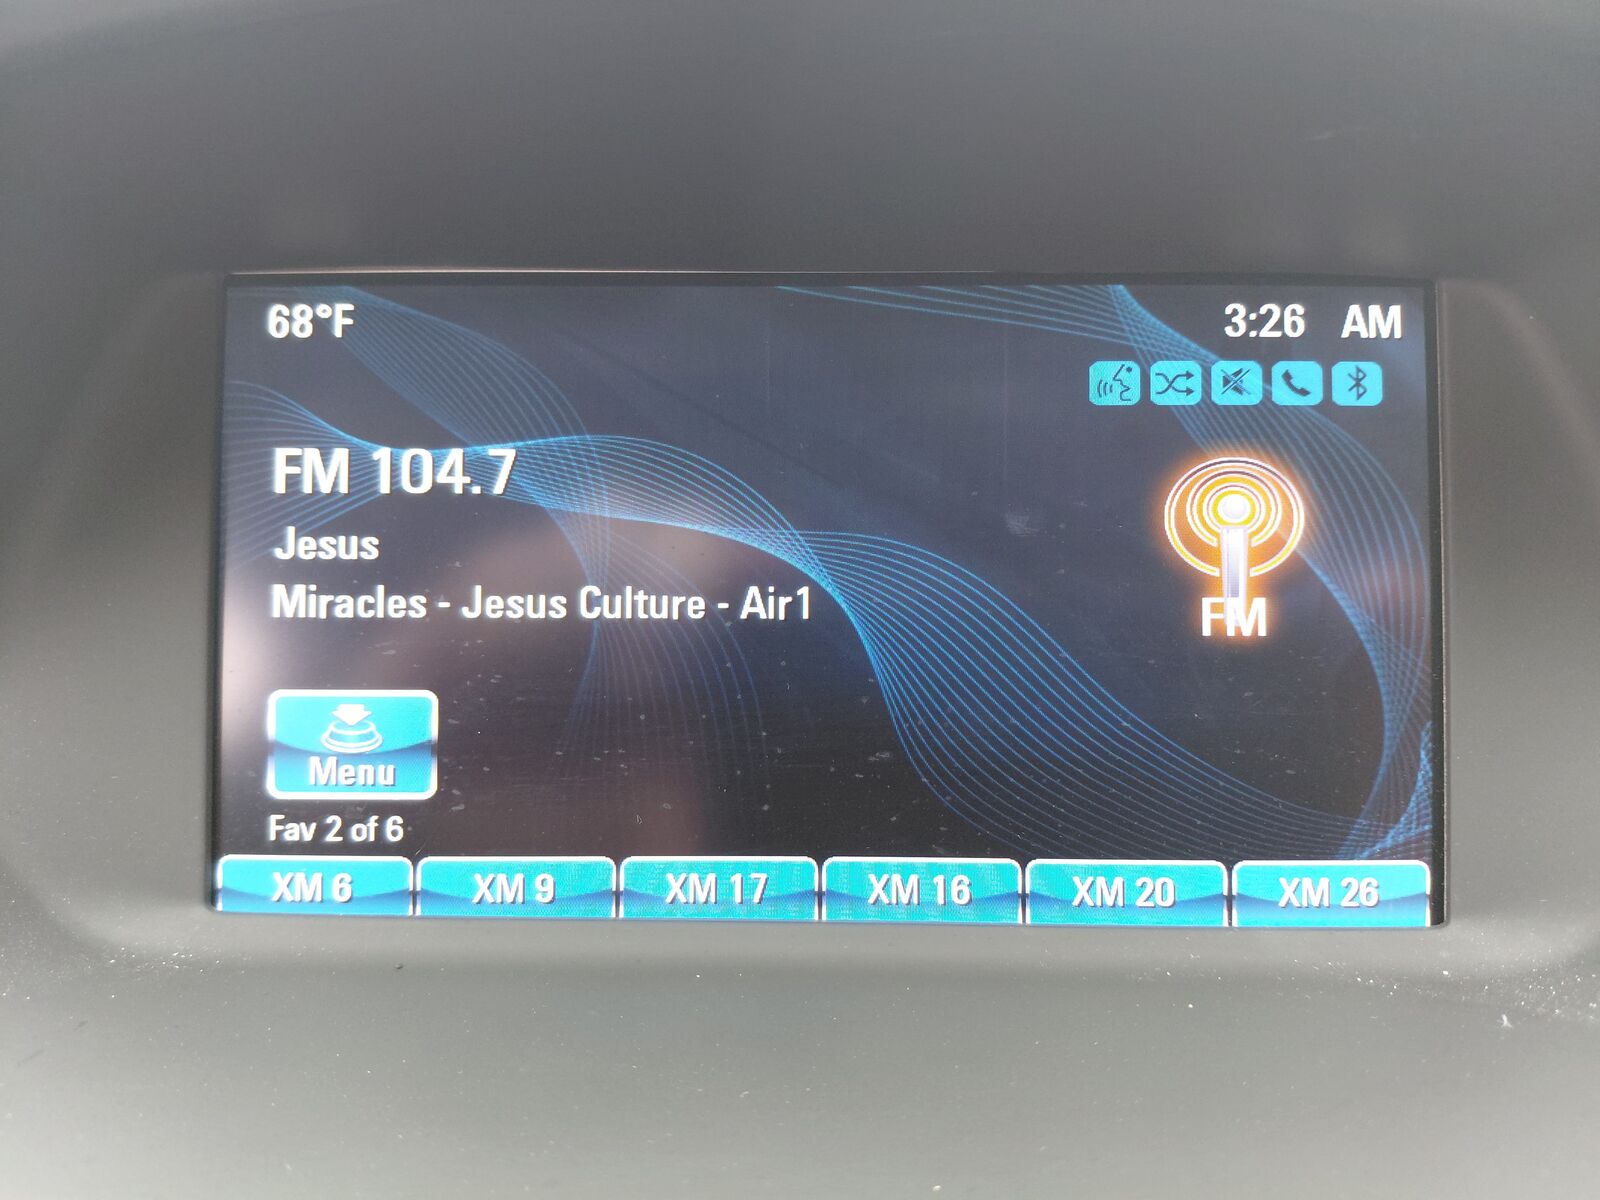 68°F 3:26 AM
FM 104.7
Jesus
Miracles - Jesus Culture - Air1
FM
Menu
Fav 2 of 6
XM 6 XM 9 XM 17 XM 16 XM 20 XM 26